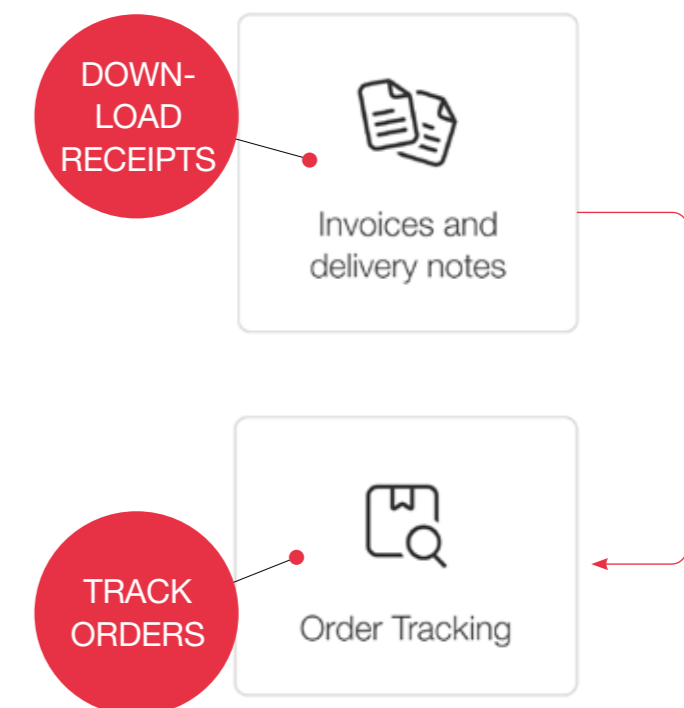 DOWN-
LOAD
RECEIPTS
Invoices and
delivery notes
TRACK
ORDERS
Order Tracking